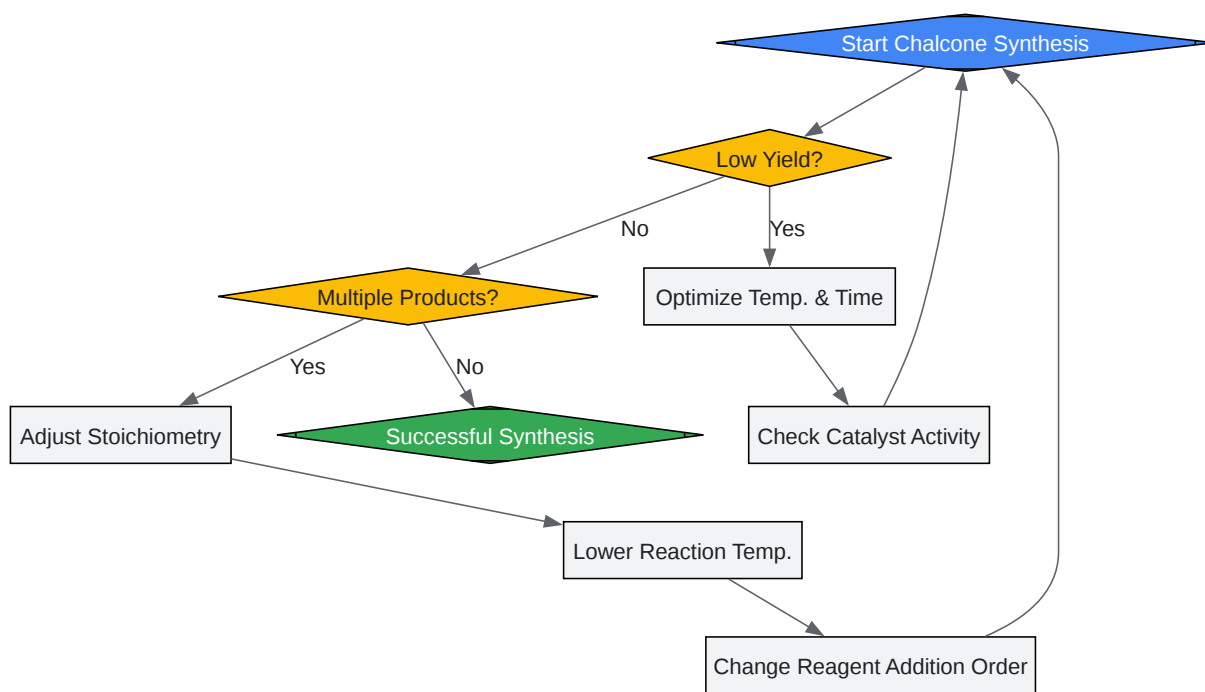 Start Chalcone Synthesis
Low Yield?
No
Yes
Multiple Products?
Optimize Temp. & Time
Yes
No
Adjust Stoichiometry
Successful Synthesis
Check Catalyst Activity
Lower Reaction Temp.
Change Reagent Addition Order